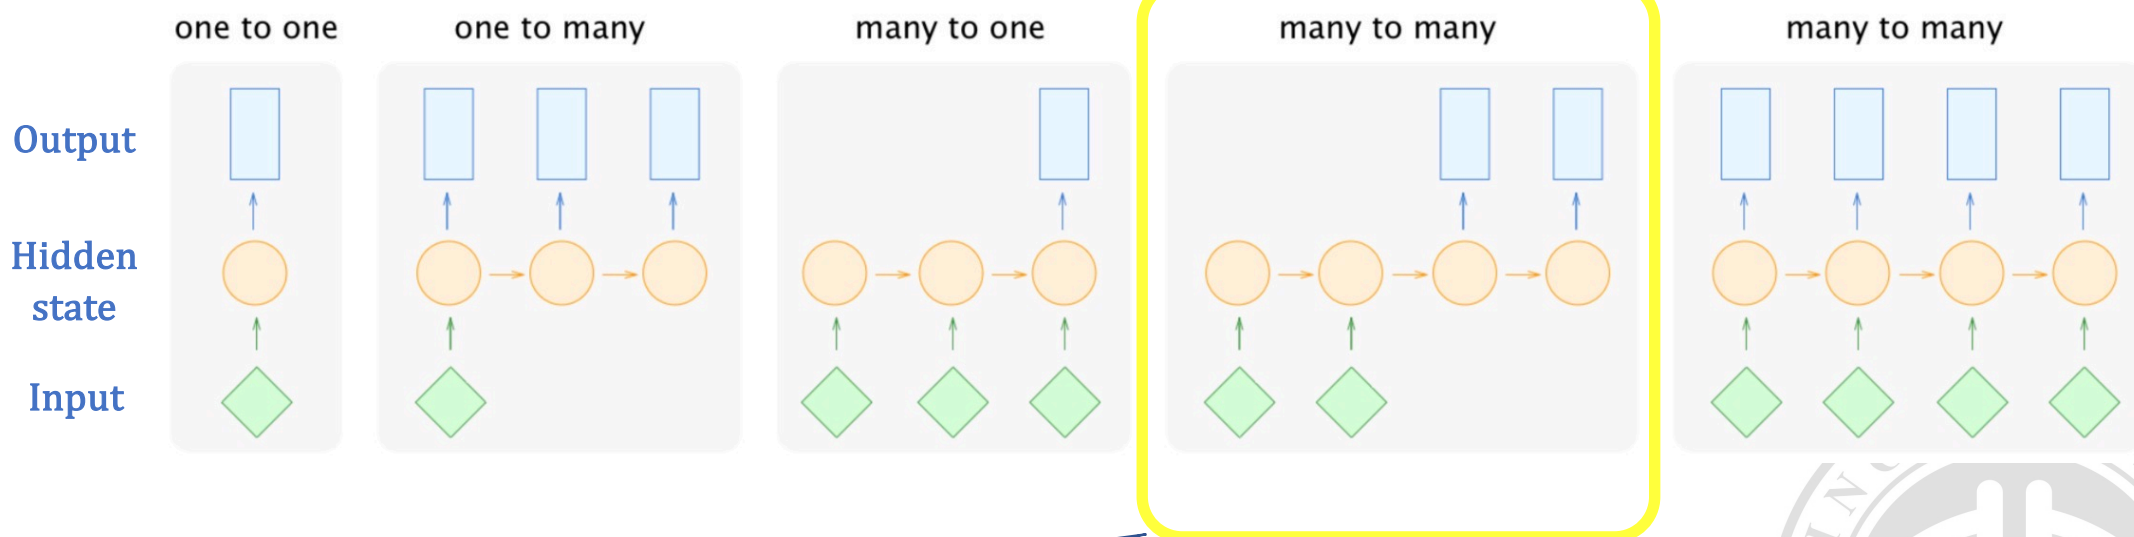 one to one
one to many
many to one
many to many
many to many
Output
Hidden
state
Input